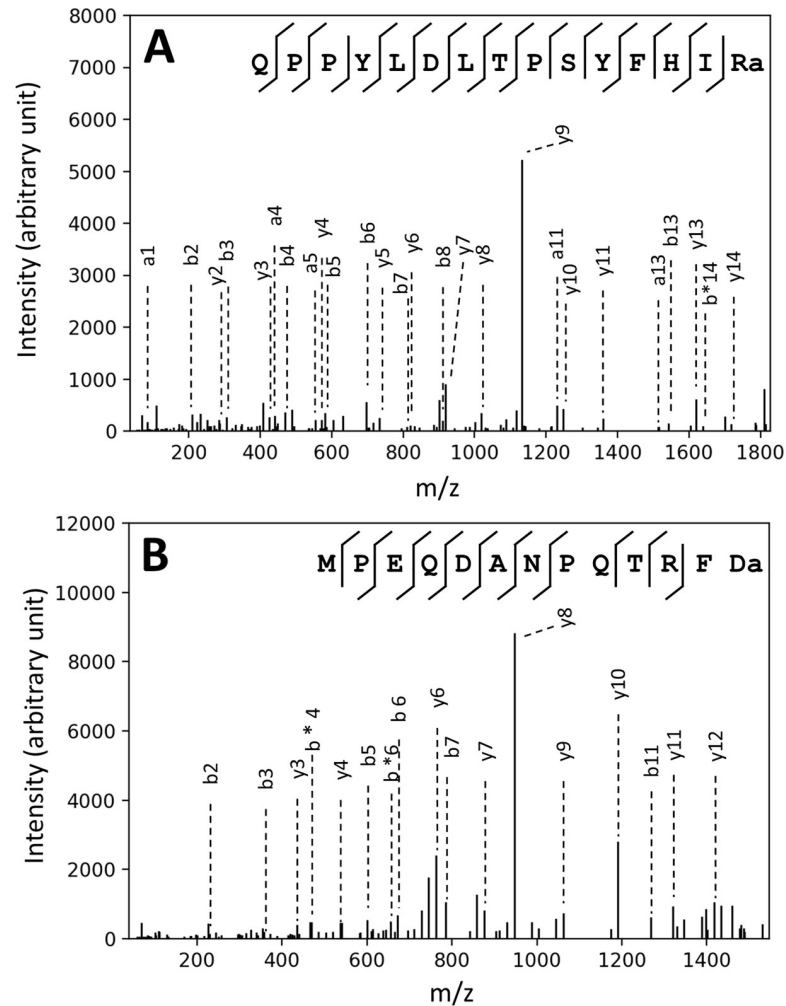 A
Q P P Y L D L T P S Y F H I Ra
Intensity (arbitrary unit)
8000
7000
6000
5000
4000
3000
2000
1000
0
a1
b2
y2
b3
y3
a4
b4
a5
y4
b5
b6
y5
b7
y6
b8
y7
y8
y9
a11
y10
y11
a13
b13
y13
b*14
y14
200 400 600 800 1000 1200 1400 1600 1800
m/z
B
M P E Q D A N P Q T R F Da
Intensity (arbitrary unit)
12000
10000
8000
6000
4000
2000
0
b2
b3
y3
b * 4
y4
b5
b *6
b 6
y6
b7
y7
y8
y9
y10
b11
y11
y12
200 400 600 800 1000 1200 1400
m/z